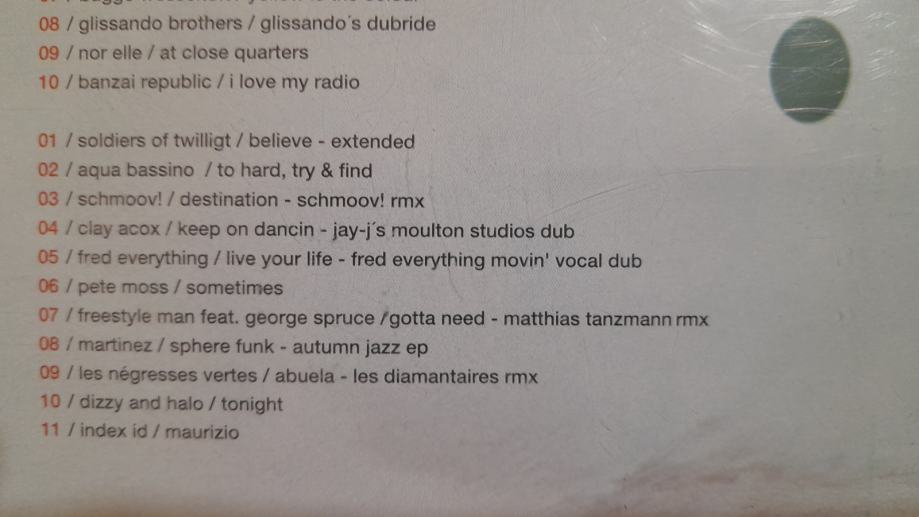 08 / glissando brothers / glissando´s dubride
09 / nor elle / at close quarters
10 / banzai republic / i love my radio
01 / soldiers of twilligt / believe - extended
02 / aqua bassino / to hard, try & find
03 / schmoov! / destination - schmoov! rmx
04 / clay acox / keep on dancin - jay-j´s moulton studios dub
05 / fred everything / live your life - fred everything movin' vocal dub
06 / pete moss / sometimes
07 / freestyle man feat. george spruce /gotta need - matthias tanzmann rmx
08 / martinez / sphere funk - autumn jazz ep
09 / les négresses vertes / abuela - les diamantaires rmx
10 / dizzy and halo / tonight
11 / index id / maurizio